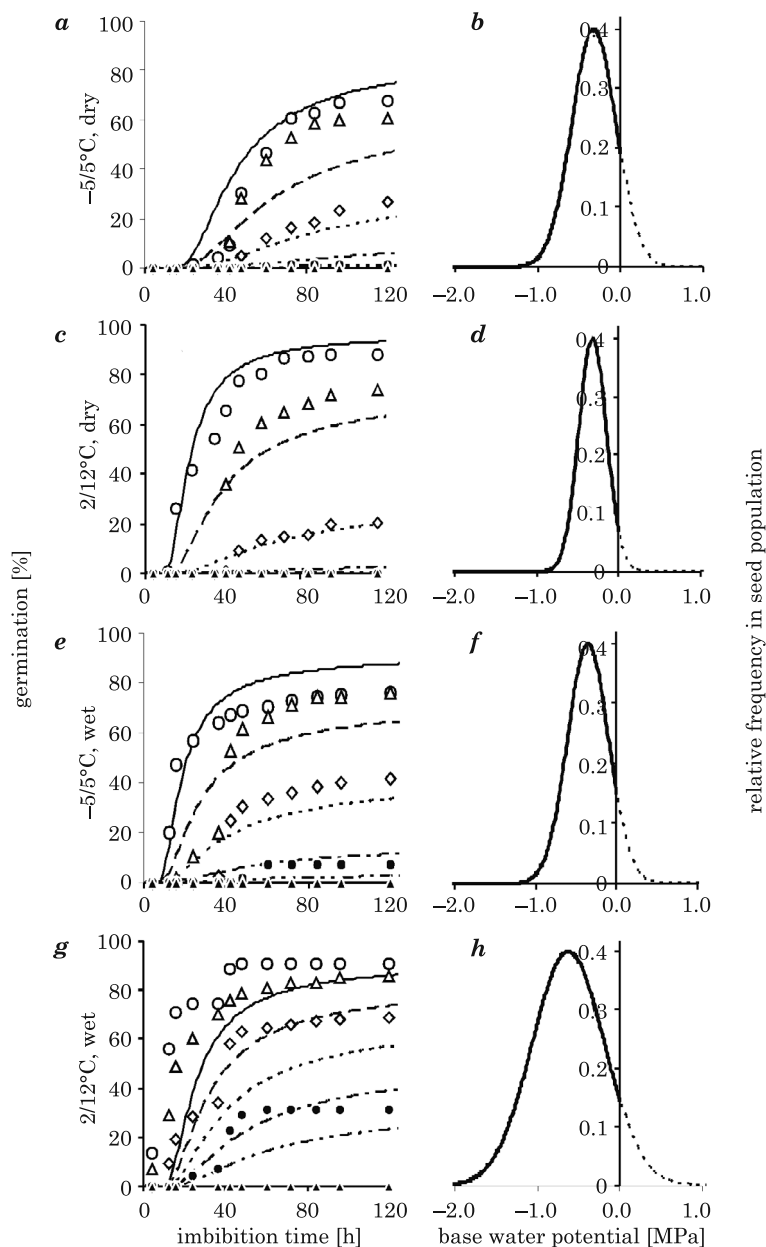 a
b
100
80
60
40
20
0
−5/5°C, dry
0 40 80 120
0.4
0.3
0.2
0.1
0
−2.0 −1.0 0.0 1.0
c
d
100
80
60
40
20
0
2/12°C, dry
0 40 80 120
0.4
0.3
0.2
0.1
0
−2.0 −1.0 0.0 1.0
germination [%]
relative frequency in seed population
e
f
100
80
60
40
20
0
−5/5°C, wet
0 40 80 120
0.4
0.3
0.2
0.1
0
−2.0 −1.0 0.0 1.0
g
h
100
80
60
40
20
0
2/12°C, wet
0 40 80 120
0.4
0.3
0.2
0.1
0
−2.0 −1.0 0.0 1.0
imbibition time [h]
base water potential [MPa]